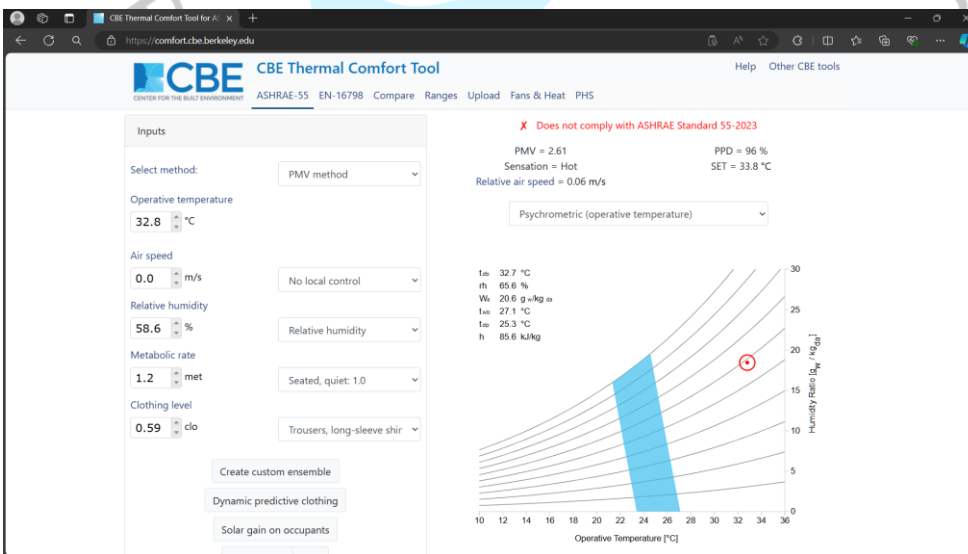 CBE Thermal Comfort Tool for AS
https://comfort.cbe.berkeley.edu
CBE
CENTER FOR THE BUILT ENVIRONMENT
CBE Thermal Comfort Tool
Help Other CBE tools
ASHRAE-55 EN-16798 Compare Ranges Upload Fans & Heat PHS
Inputs
Select method:
PMV method
Operative temperature
32.8 °C
Air speed
0.0 m/s
No local control
Relative humidity
58.6 %
Relative humidity
Metabolic rate
1.2 met
Seated, quiet: 1.0
Clothing level
0.59 clo
Trousers, long-sleeve shir
Create custom ensemble
Dynamic predictive clothing
Solar gain on occupants
✗ Does not comply with ASHRAE Standard 55-2023
PMV = 2.61 PPD = 96 %
Sensation = Hot SET = 33.8 °C
Relative air speed = 0.06 m/s
Psychrometric (operative temperature)
tdb 32.7 °C
rh 65.6 %
Wa 20.6 g w/kg da
twb 27.1 °C
tdp 25.3 °C
h 85.6 kJ/kg
30
25
20
15
10
5
0
Humidity Ratio [gw / kgda]
10 12 14 16 18 20 22 24 26 28 30 32 34 36
Operative Temperature [°C]